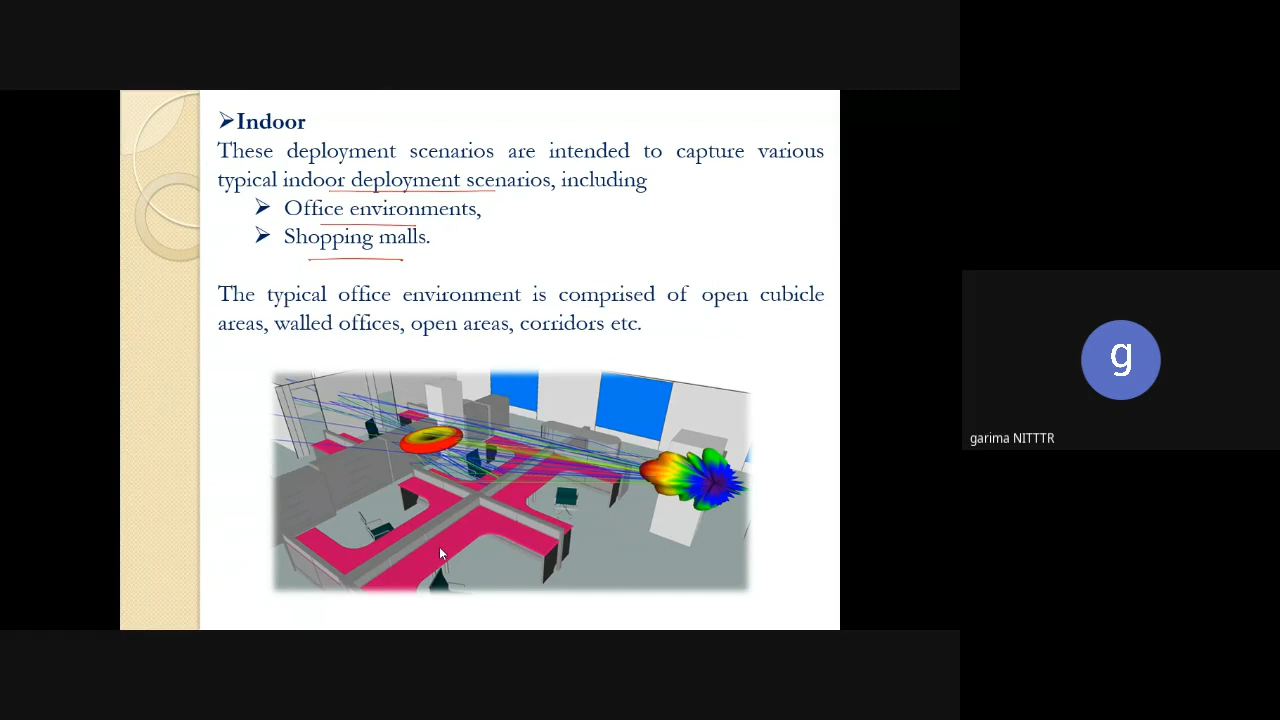 ➢Indoor
These deployment scenarios are intended to capture various
typical indoor deployment scenarios, including
➢ Office environments,
➢ Shopping malls.
The typical office environment is comprised of open cubicle
areas, walled offices, open areas, corridors etc.
g
garima NITTTR